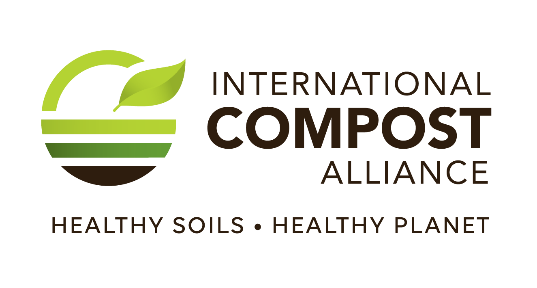 INTERNATIONAL
COMPOST
ALLIANCE
HEALTHY SOILS • HEALTHY PLANET